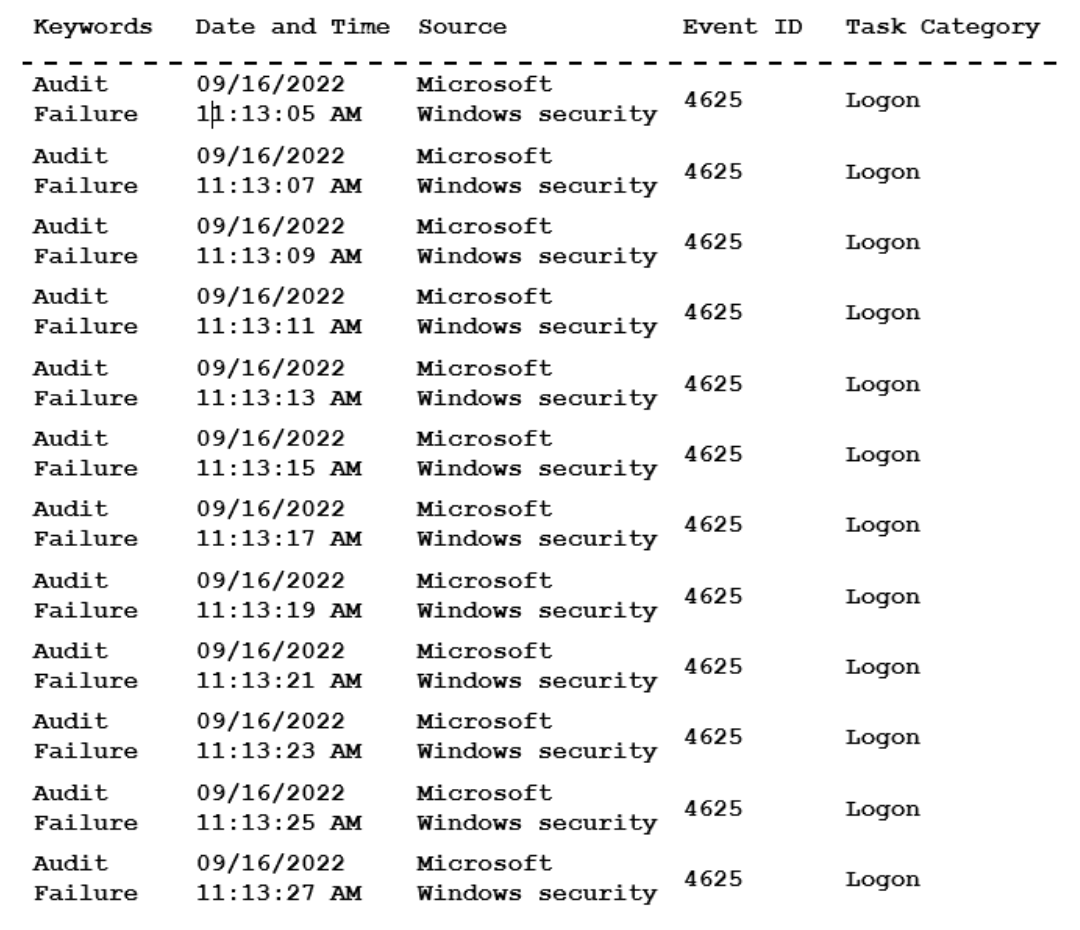 Keywords Date and Time Source Event ID Task Category
Audit 09/16/2022 Microsoft
Failure 11:13:05 AM Windows security 4625 Logon
Audit 09/16/2022 Microsoft
Failure 11:13:07 AM Windows security 4625 Logon
Audit 09/16/2022 Microsoft
Failure 11:13:09 AM Windows security 4625 Logon
Audit 09/16/2022 Microsoft
Failure 11:13:11 AM Windows security 4625 Logon
Audit 09/16/2022 Microsoft
Failure 11:13:13 AM Windows security 4625 Logon
Audit 09/16/2022 Microsoft
Failure 11:13:15 AM Windows security 4625 Logon
Audit 09/16/2022 Microsoft
Failure 11:13:17 AM Windows security 4625 Logon
Audit 09/16/2022 Microsoft
Failure 11:13:19 AM Windows security 4625 Logon
Audit 09/16/2022 Microsoft
Failure 11:13:21 AM Windows security 4625 Logon
Audit 09/16/2022 Microsoft
Failure 11:13:23 AM Windows security 4625 Logon
Audit 09/16/2022 Microsoft
Failure 11:13:25 AM Windows security 4625 Logon
Audit 09/16/2022 Microsoft
Failure 11:13:27 AM Windows security 4625 Logon